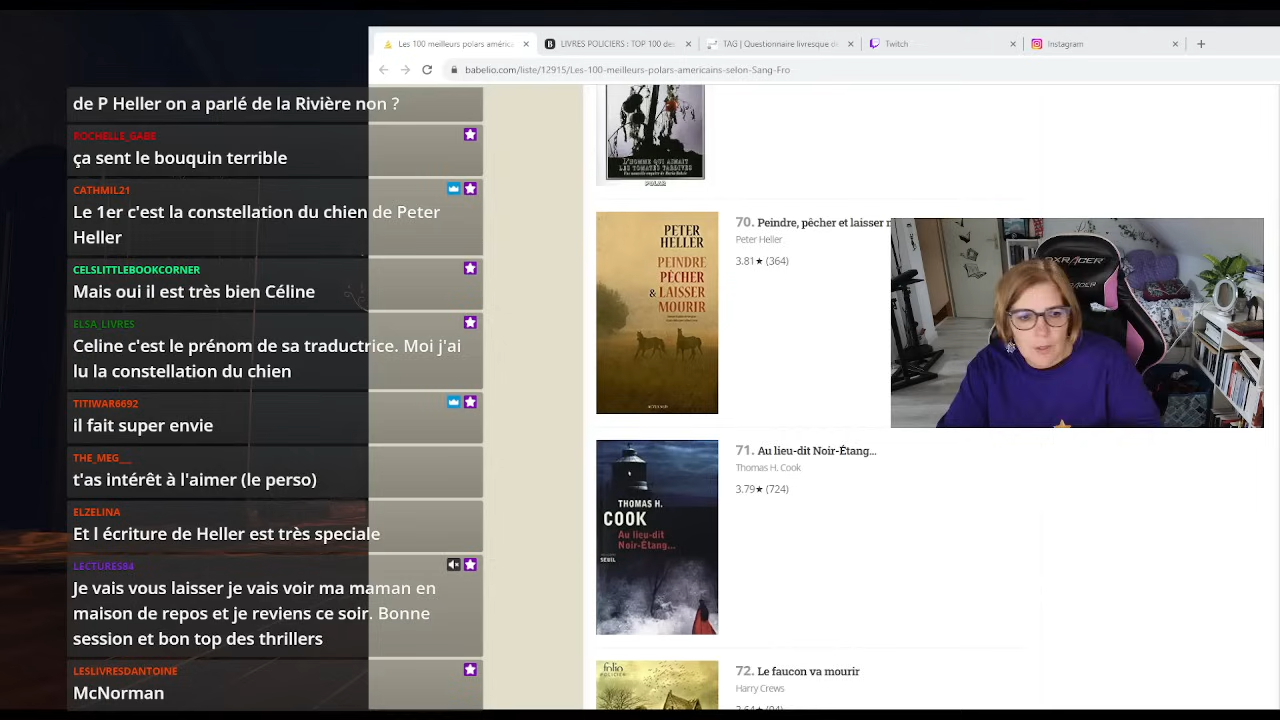 Les 100 meilleurs polars améric
LIVRES POLICIERS : TOP 100 des
TAG | Questionnaire livresque di
Twitch
Instagram
babelio.com/liste/12915/Les-100-meilleurs-polars-americains-selon-Sang-Fro
de P Heller on a parlé de la Rivière non ?
ROCHELLE_GABIE
ça sent le bouquin terrible
CATHMIL21
Le 1er c'est la constellation du chien de Peter
Heller
CELSLITTLEBOOKCORNER
Mais oui il est très bien Céline
ELSA_LIVRES
Celine c'est le prénom de sa traductrice. Moi j'ai
lu la constellation du chien
TITIWAR6692
il fait super envie
THE_MEG__
t'as intérêt à l'aimer (le perso)
ELZELINA
Et l écriture de Heller est très speciale
LECTURES84
Je vais vous laisser je vais voir ma maman en
maison de repos et je reviens ce soir. Bonne
session et bon top des thrillers
LESLIVRESDANTOINE
McNorman
L'HOMME QUI AIMAIT
LES TOMATES TARDIVES
POLAR
70. Peindre, pêcher et laisser
Peter Heller
3.81★ (364)
PETER
HELLER
PEINDRE
PÊCHER
& LAISSER
MOURIR
ACTES SUD
71. Au lieu-dit Noir-Étang...
Thomas H. Cook
3.79★ (724)
THOMAS H.
COOK
Au lieu-dit
Noir-Étang...
SEUIL
72. Le faucon va mourir
Harry Crews
folio
POLICIER
DXRACER